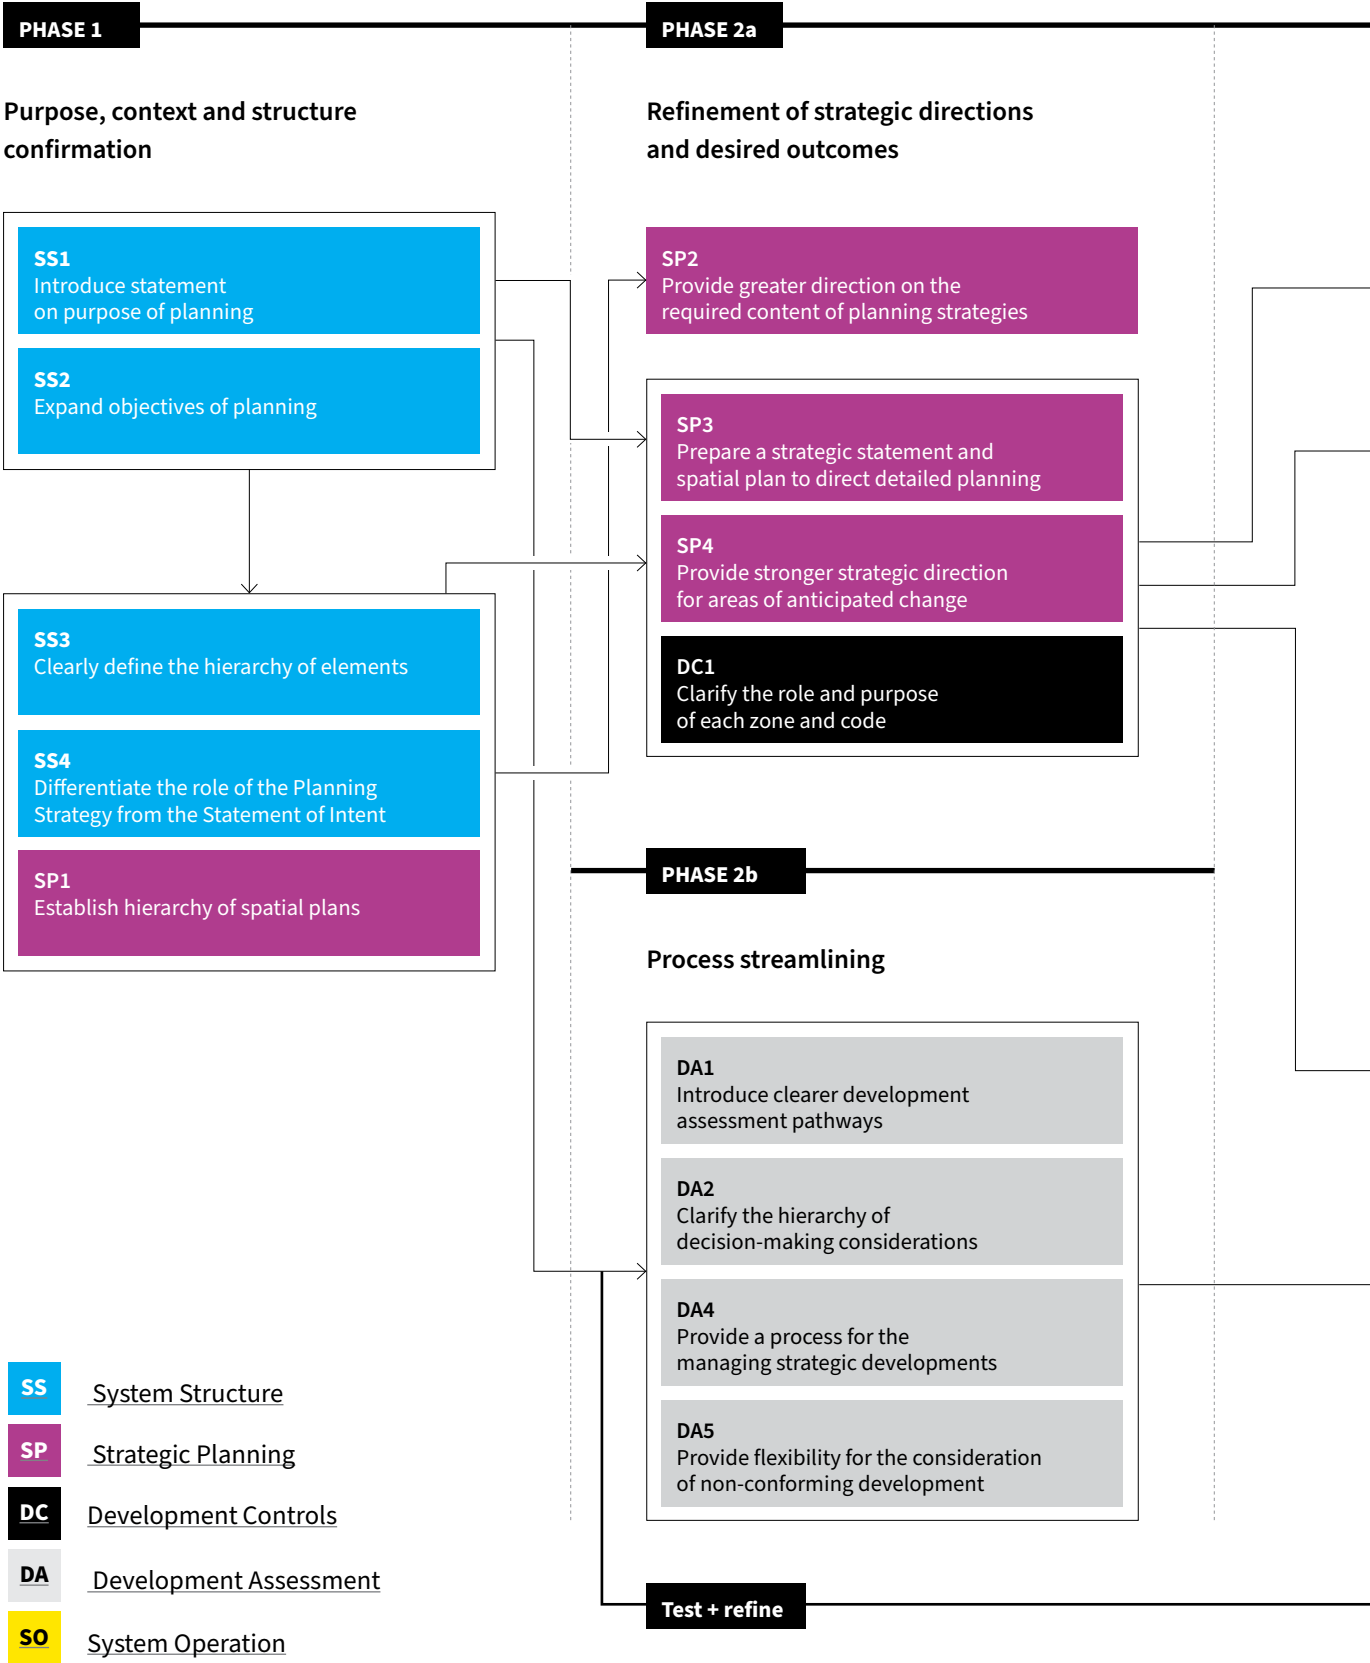 PHASE 1
Purpose, context and structure
confirmation
SS1
Introduce statement
on purpose of planning
SS2
Expand objectives of planning
SS3
Clearly define the hierarchy of elements
SS4
Differentiate the role of the Planning
Strategy from the Statement of Intent
SP1
Establish hierarchy of spatial plans
PHASE 2a
Refinement of strategic directions
and desired outcomes
SP2
Provide greater direction on the
required content of planning strategies
SP3
Prepare a strategic statement and
spatial plan to direct detailed planning
SP4
Provide stronger strategic direction
for areas of anticipated change
DC1
Clarify the role and purpose
of each zone and code
PHASE 2b
Process streamlining
DA1
Introduce clearer development
assessment pathways
DA2
Clarify the hierarchy of
decision-making considerations
DA4
Provide a process for the
managing strategic developments
DA5
Provide flexibility for the consideration
of non-conforming development
Test + refine
SS System Structure
SP Strategic Planning
DC Development Controls
DA Development Assessment
SO System Operation